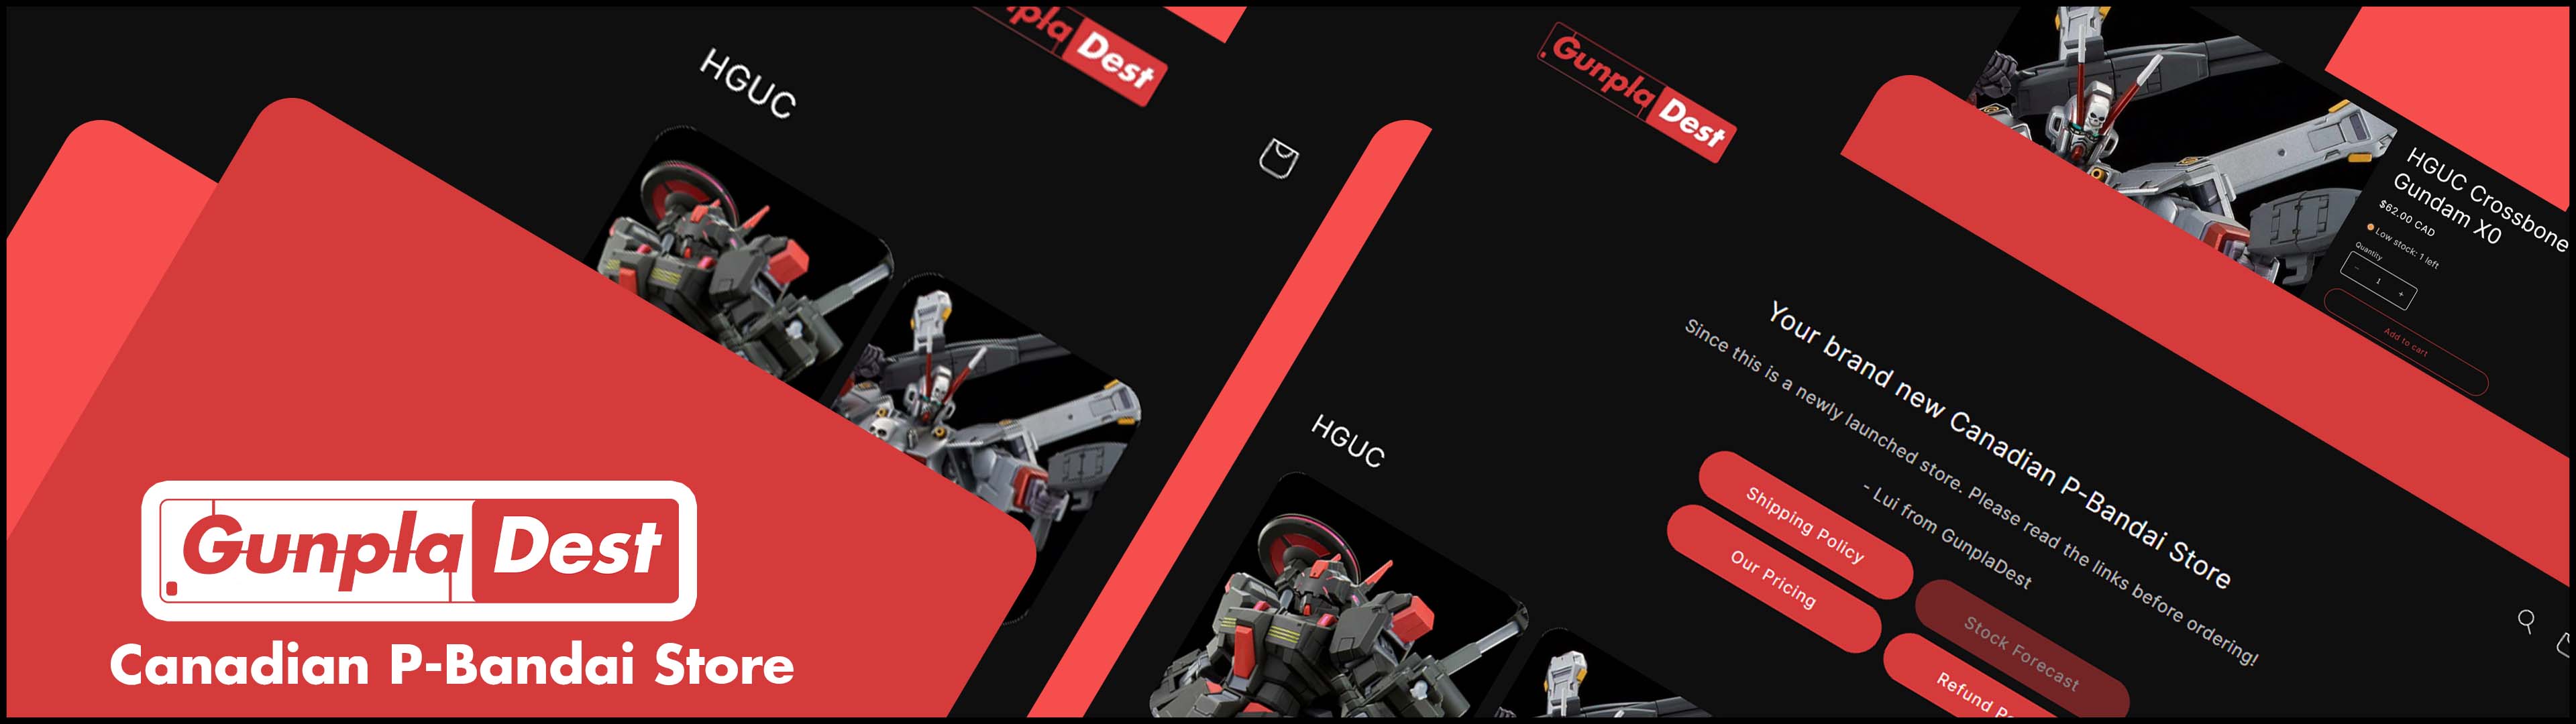 HGUC
Dest
Gunpla Dest
Canadian P-Bandai Store
Gunpla Dest
HGUC
Your brand new Canadian P-Bandai Store
Since this is a newly launched store. Please read the links before ordering!
- Lui from GunplaDest
Shipping Policy
Stock Forecast
Our Pricing
Refund
HGUC Crossbone
Gundam X0
$62.00 CAD
Low stock: 1 left
Quantity
- 1 +
Add to cart